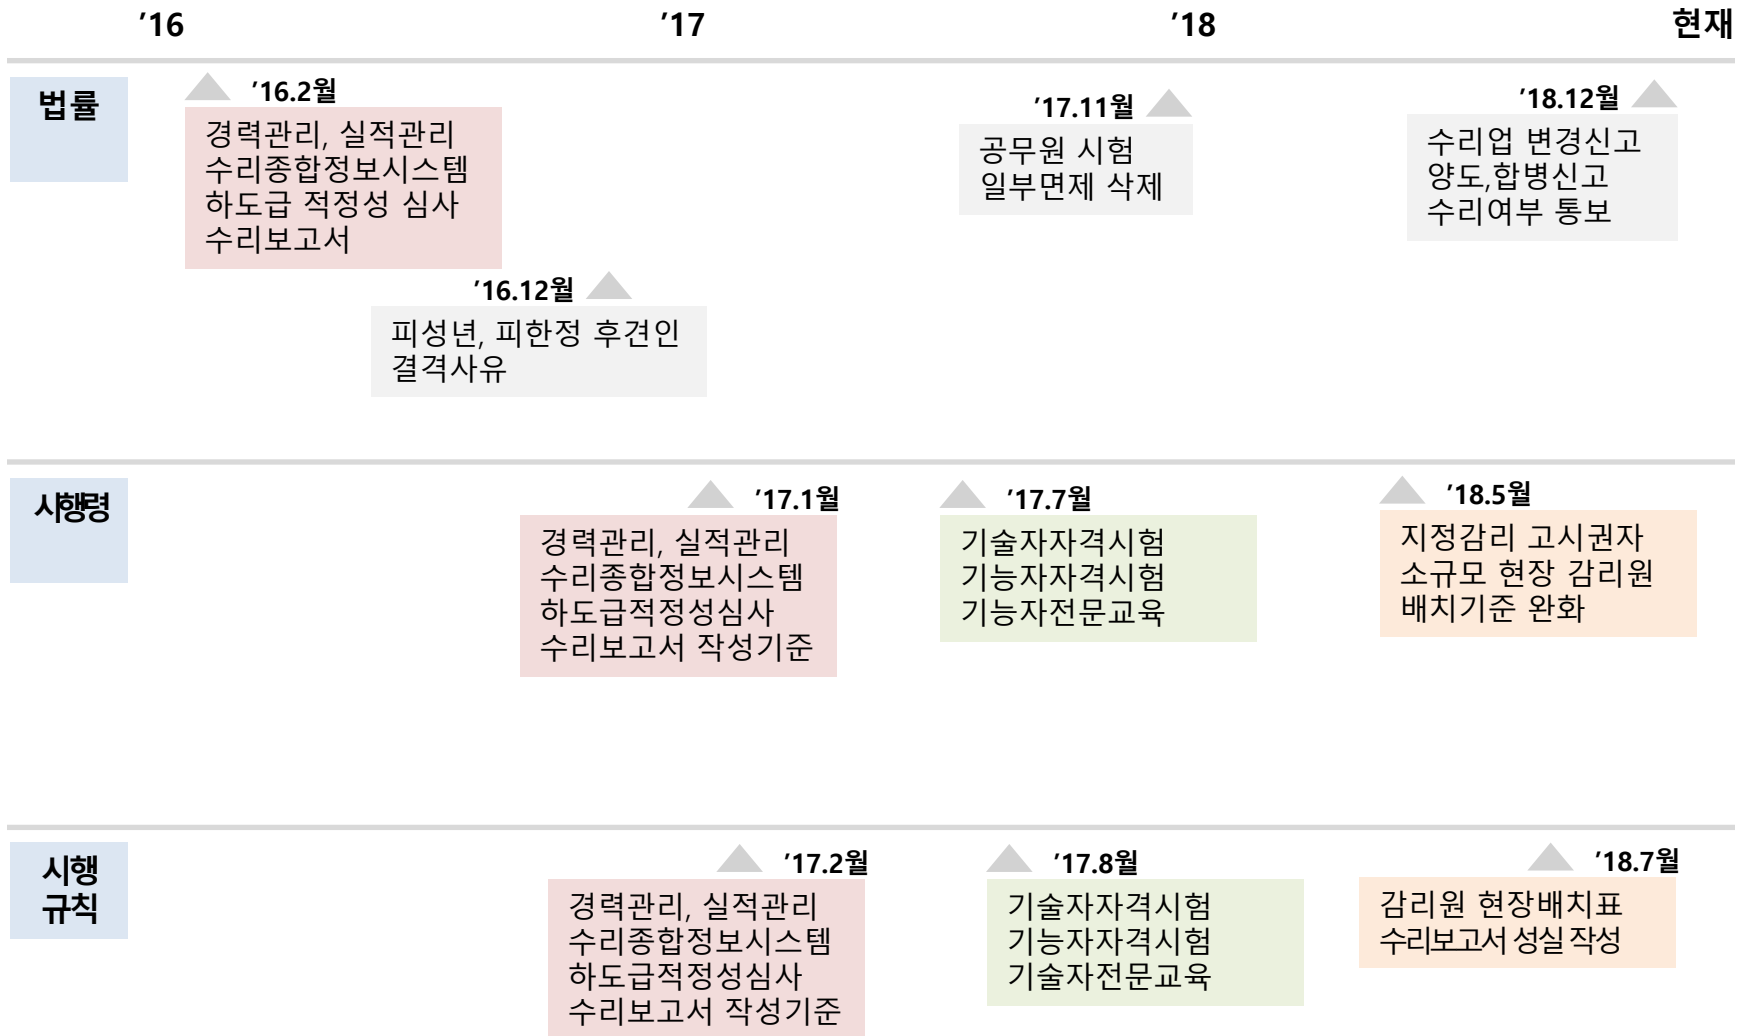 ’16
’17
’18
현재
법률
’16.2월
경력관리, 실적관리
수리종합정보시스템
하도급 적정성 심사
수리보고서
’16.12월
피성년, 피한정 후견인
결격사유
’17.11월
공무원 시험
일부면제 삭제
’18.12월
수리업 변경신고
양도,합병신고
수리여부 통보
시행령
’17.1월
경력관리, 실적관리
수리종합정보시스템
하도급적정성심사
수리보고서 작성기준
’17.7월
기술자자격시험
기능자자격시험
기능자전문교육
’18.5월
지정감리 고시권자
소규모 현장 감리원
배치기준 완화
시행
규칙
’17.2월
경력관리, 실적관리
수리종합정보시스템
하도급적정성심사
수리보고서 작성기준
’17.8월
기술자자격시험
기능자자격시험
기술자전문교육
’18.7월
감리원 현장배치표
수리보고서 성실 작성